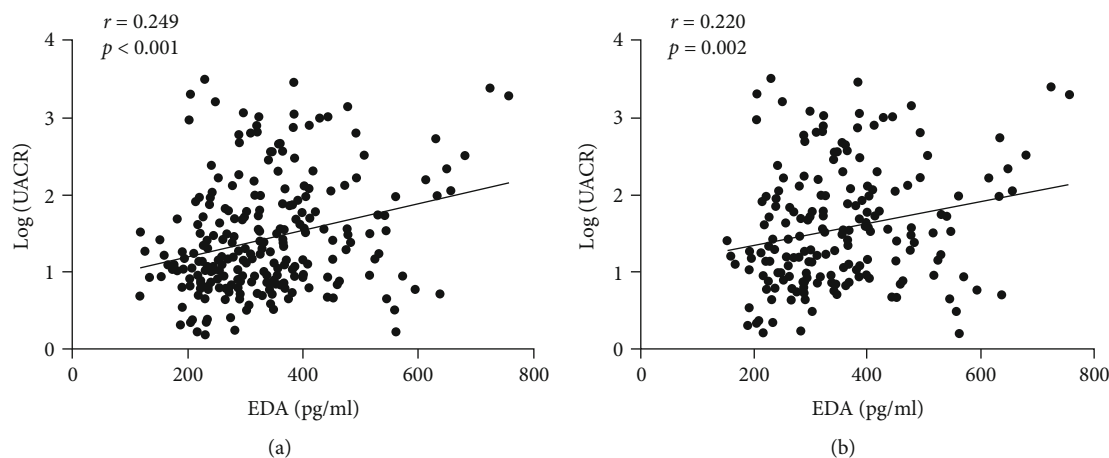 r = 0.249
p < 0.001
4
3
2
1
0
Log (UACR)
0 200 400 600 800
EDA (pg/ml)
(a)
r = 0.220
p = 0.002
4
3
2
1
0
Log (UACR)
0 200 400 600 800
EDA (pg/ml)
(b)